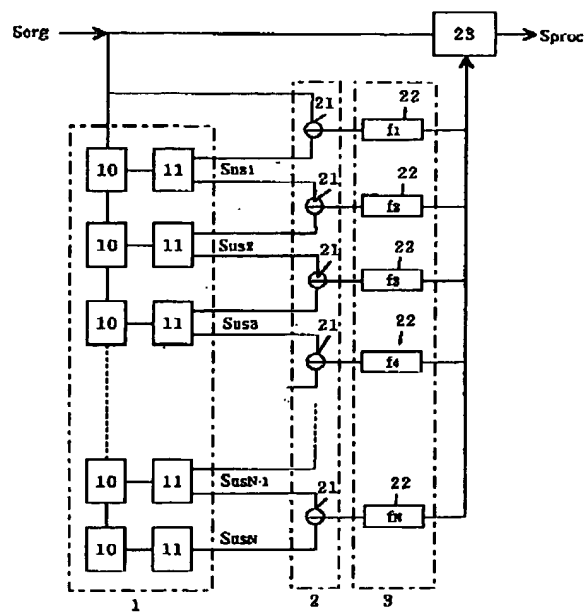 Sorg 23 Sproc
21 22
f1
10 11 Sus1 21 22
f2
10 11 Sus2 21 22
f3
10 11 Sus3 21 22
f4
10 11 SusN-1 21 22
fN
10 11 SusN
1 2 3